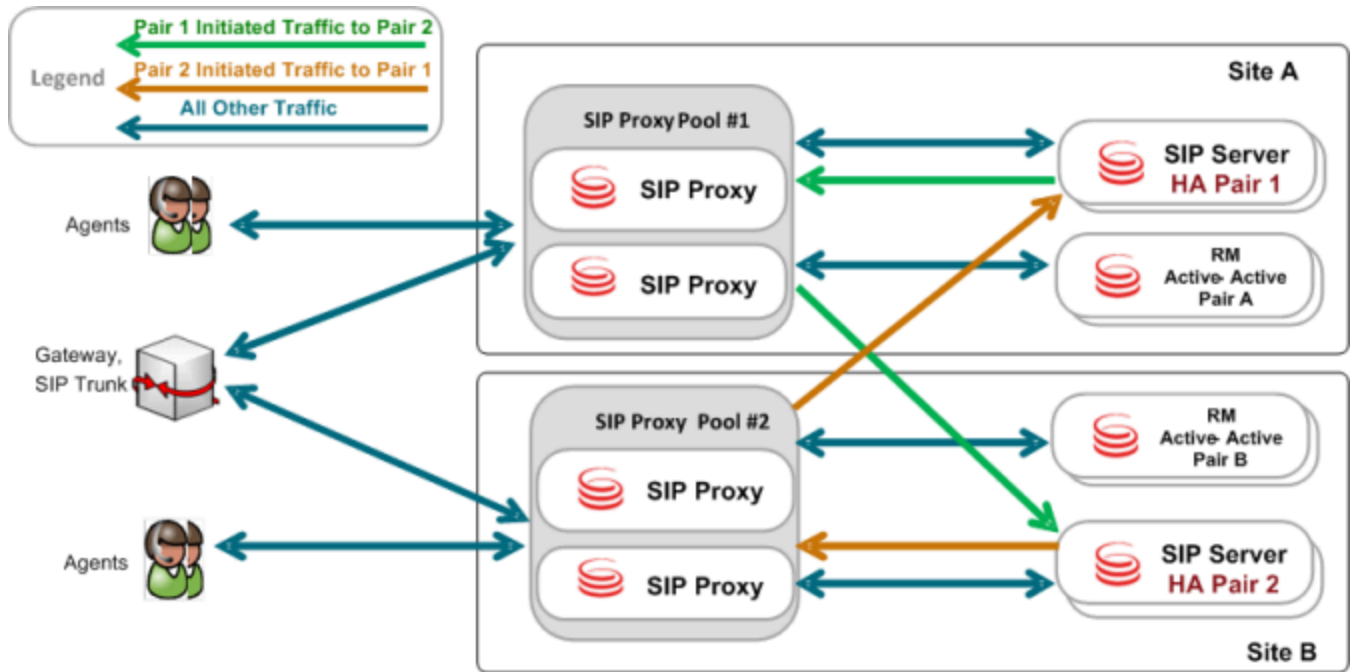 Pair 1 Initiated Traffic to Pair 2
Legend
Pair 2 Initiated Traffic to Pair 1
All Other Traffic
Site A
SIP Proxy Pool #1
SIP Proxy
SIP Proxy
SIP Server
HA Pair 1
RM
Active- Active
Pair A
Agents
Gateway,
SIP Trunk
Agents
SIP Proxy Pool #2
SIP Proxy
SIP Proxy
RM
Active- Active
Pair B
SIP Server
HA Pair 2
Site B